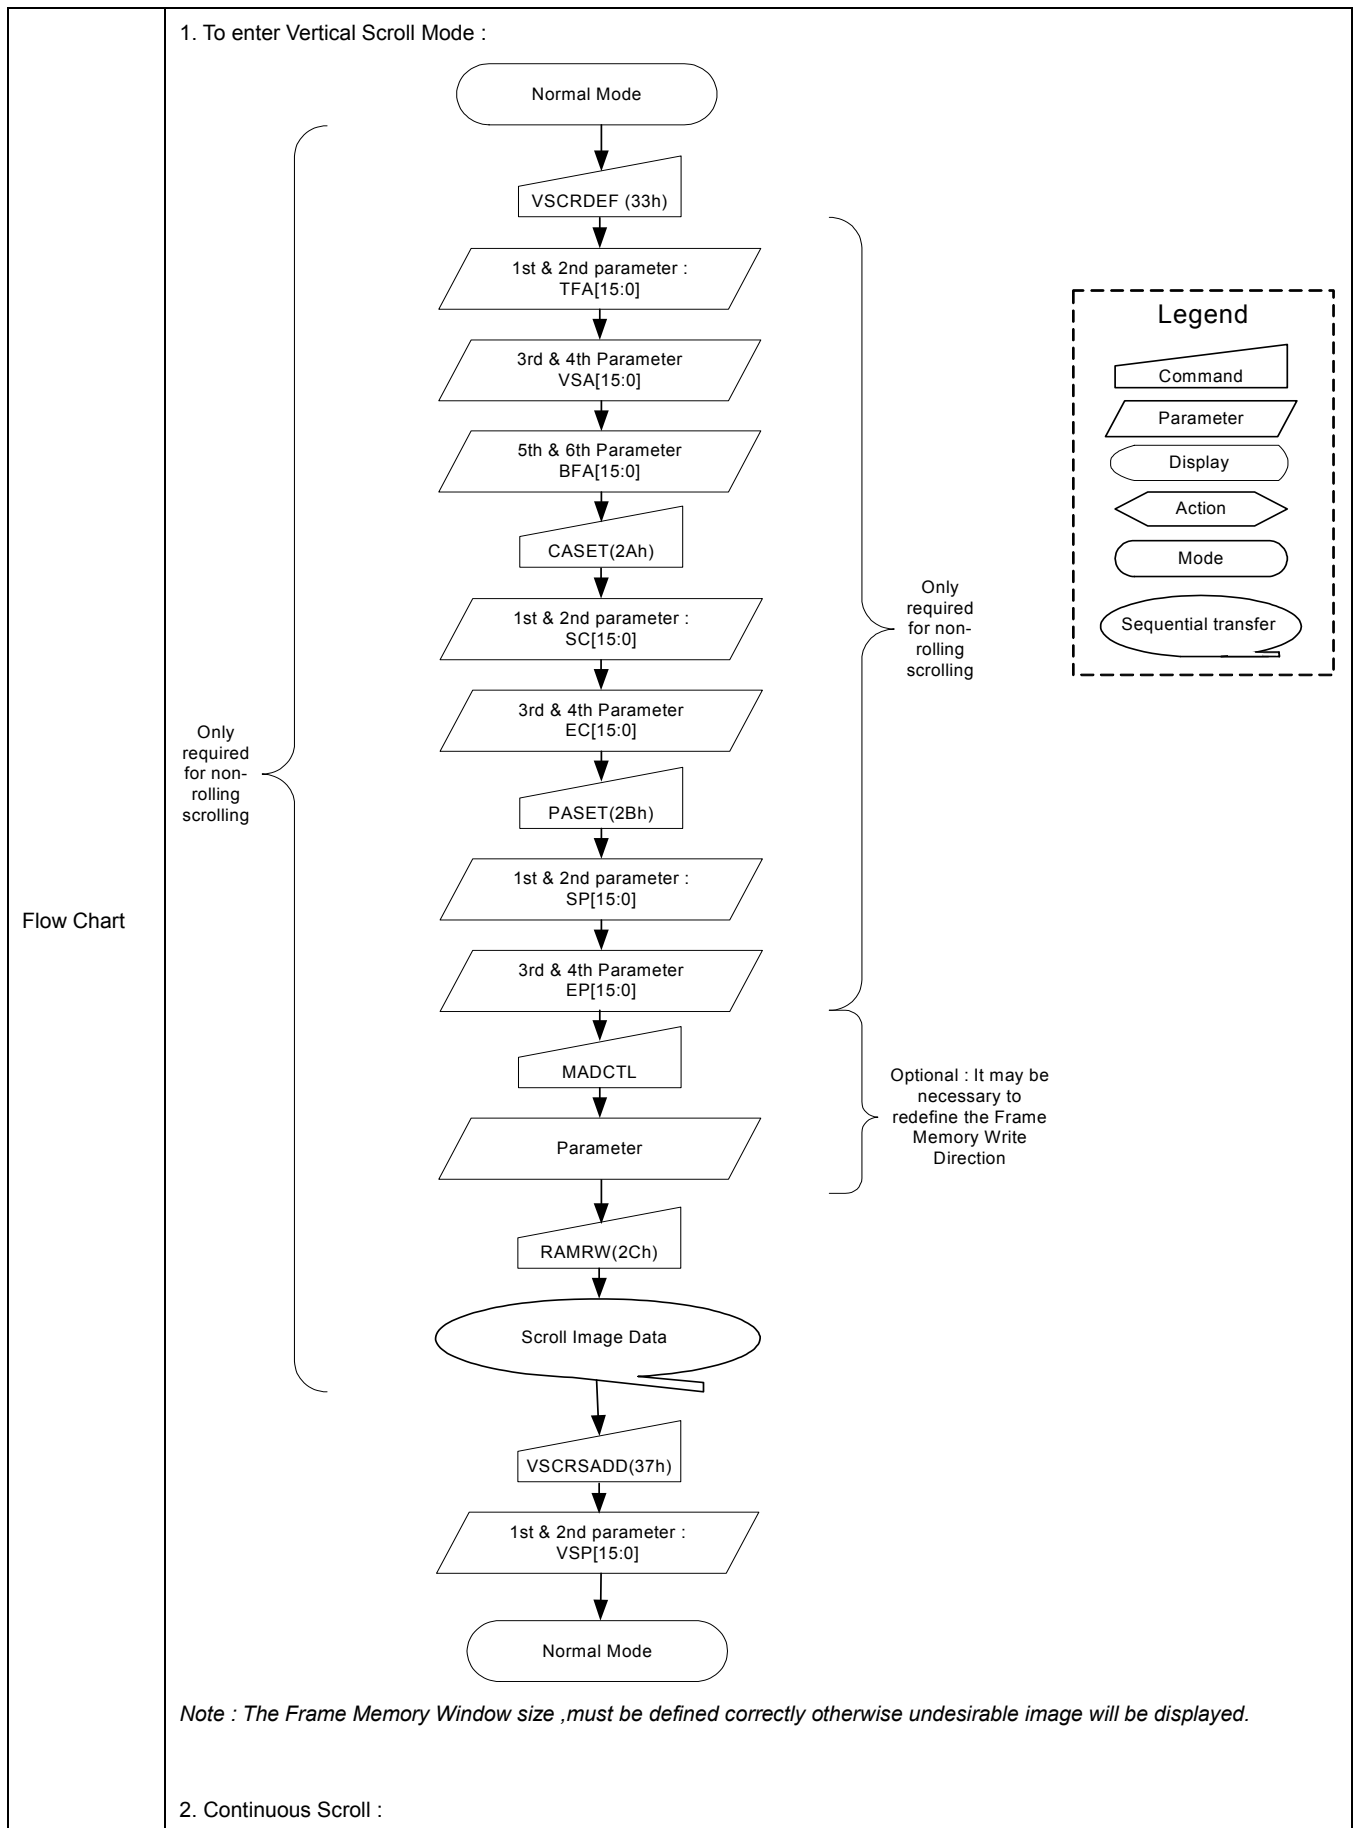 1. To enter Vertical Scroll Mode :
Normal Mode
VSCRDEF (33h)
1st & 2nd parameter :
TFA[15:0]
3rd & 4th Parameter
VSA[15:0]
5th & 6th Parameter
BFA[15:0]
CASET(2Ah)
1st & 2nd parameter :
SC[15:0]
3rd & 4th Parameter
EC[15:0]
PASET(2Bh)
1st & 2nd parameter :
SP[15:0]
3rd & 4th Parameter
EP[15:0]
MADCTL
Parameter
RAMRW(2Ch)
Scroll Image Data
VSCRSADD(37h)
1st & 2nd parameter :
VSP[15:0]
Normal Mode
Only
required
for non-
rolling
scrolling
Only
required
for non-
rolling
scrolling
Optional : It may be
necessary to
redefine the Frame
Memory Write
Direction
Legend
Command
Parameter
Display
Action
Mode
Sequential transfer
Flow Chart
Note : The Frame Memory Window size ,must be defined correctly otherwise undesirable image will be displayed.
2. Continuous Scroll :